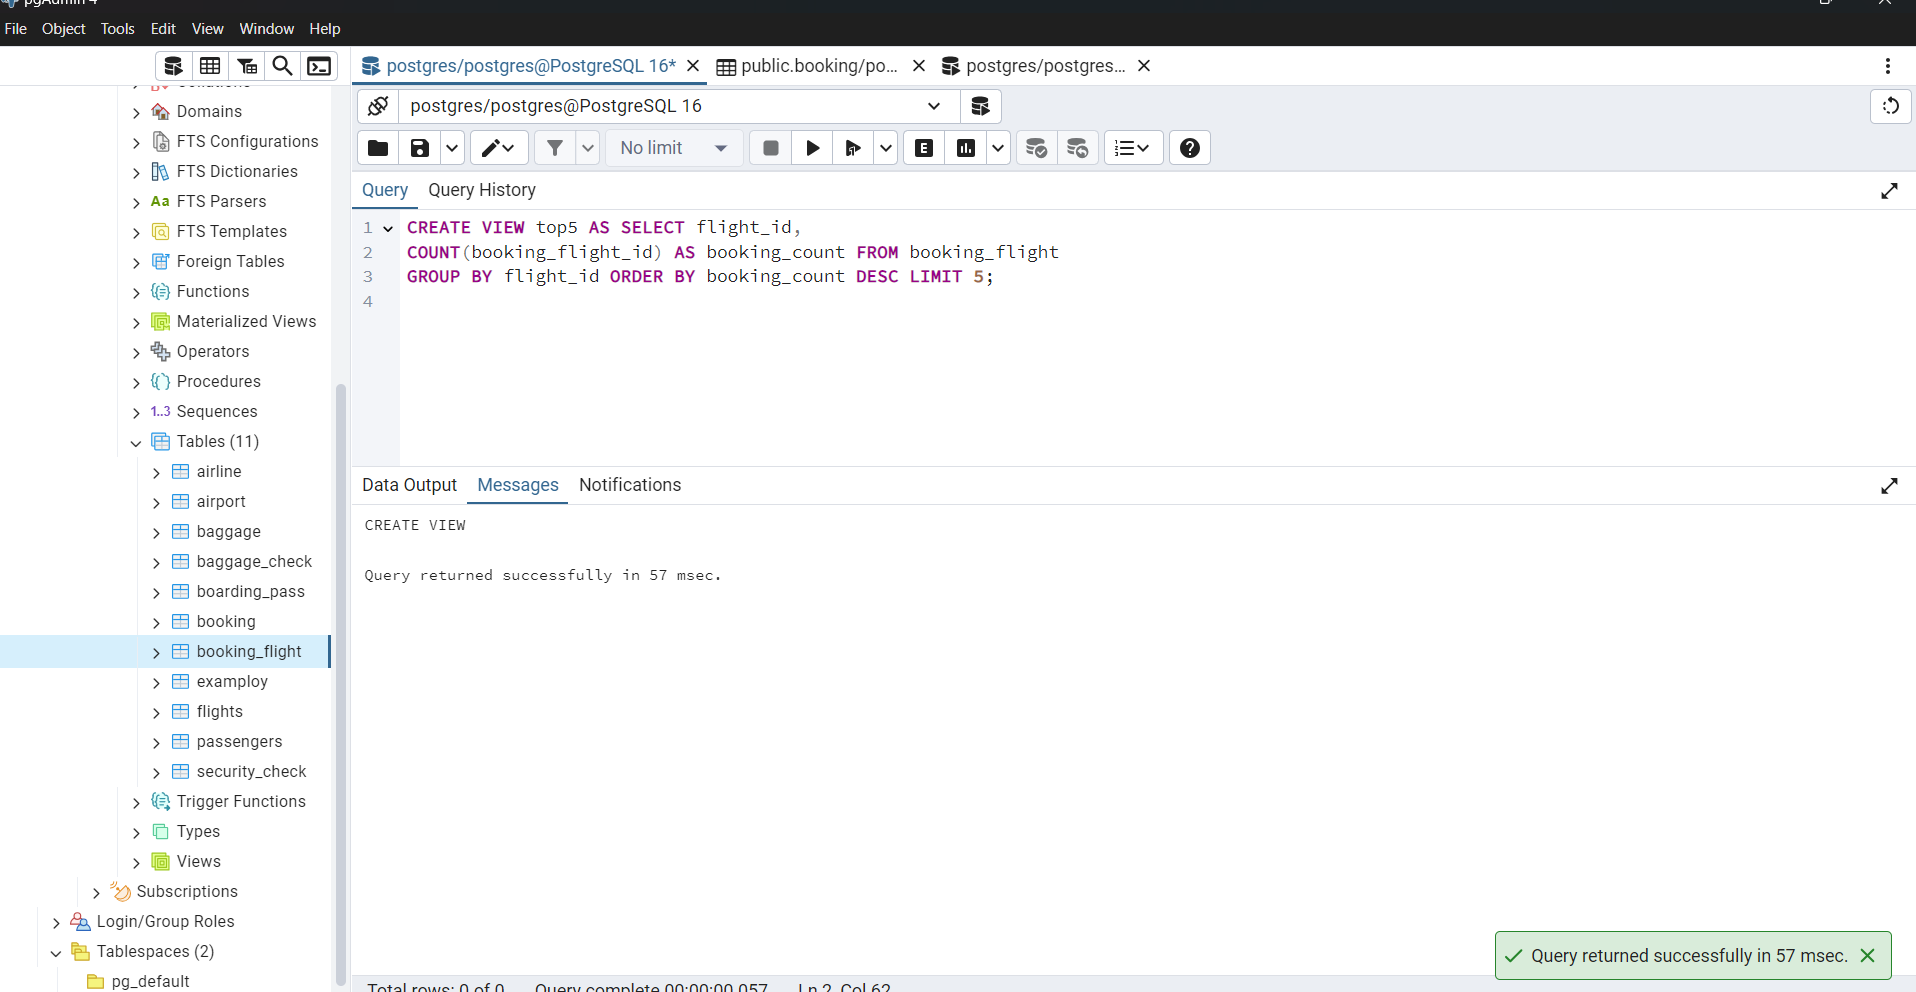 pgAdmin 4
File Object Tools Edit View Window Help
postgres/postgres@PostgreSQL 16* public.booking/po... postgres/postgres...
postgres/postgres@PostgreSQL 16
No limit
E
Query Query History
1 CREATE VIEW top5 AS SELECT flight_id,
2 COUNT(booking_flight_id) AS booking_count FROM booking_flight
3 GROUP BY flight_id ORDER BY booking_count DESC LIMIT 5;
4
Domains
FTS Configurations
FTS Dictionaries
Aa FTS Parsers
FTS Templates
Foreign Tables
Functions
Materialized Views
Operators
Procedures
1..3 Sequences
Tables (11)
airline
airport
baggage
baggage_check
boarding_pass
booking
booking_flight
examploy
flights
passengers
security_check
Trigger Functions
Types
Views
Subscriptions
Login/Group Roles
Tablespaces (2)
pg_default
Data Output Messages Notifications
CREATE VIEW
Query returned successfully in 57 msec.
Query returned successfully in 57 msec.
Total rows: 0 of 0 Query complete 00:00:00.057 Ln 2, Col 62